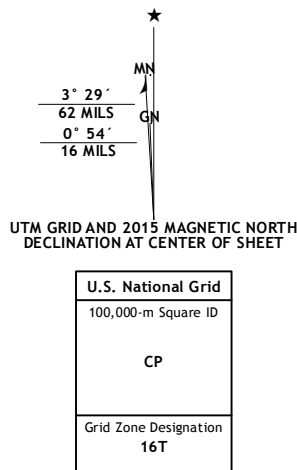 ★
MN
3° 29´
62 MILS
GN
0° 54´
16 MILS
UTM GRID AND 2015 MAGNETIC NORTH
DECLINATION AT CENTER OF SHEET
U.S. National Grid
100,000-m Square ID
CP
Grid Zone Designation
16T